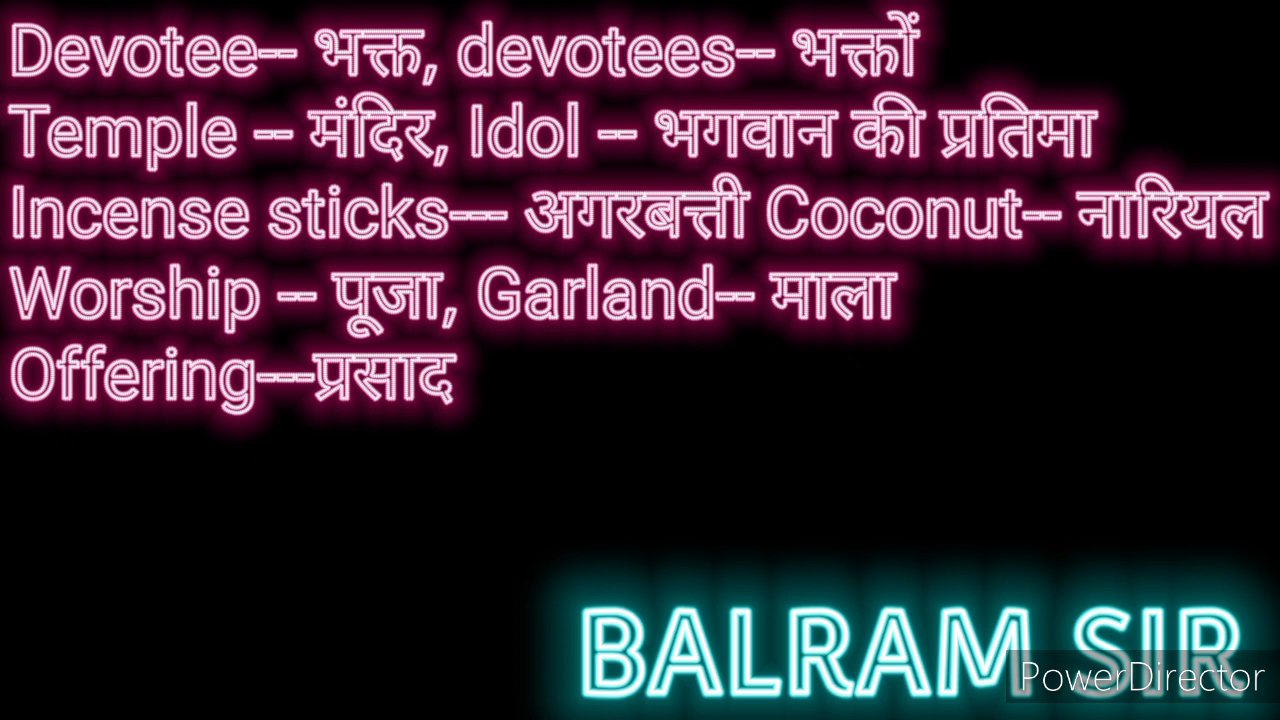 Devotee-- भक्त, devotees-- भक्तों
Temple -- मंदिर, Idol -- भगवान की प्रतिमा
Incense sticks--- अगरबत्ती Coconut-- नारियल
Worship -- पूजा, Garland-- माला
Offering---प्रसाद
BALRAM SIR
PowerDirector